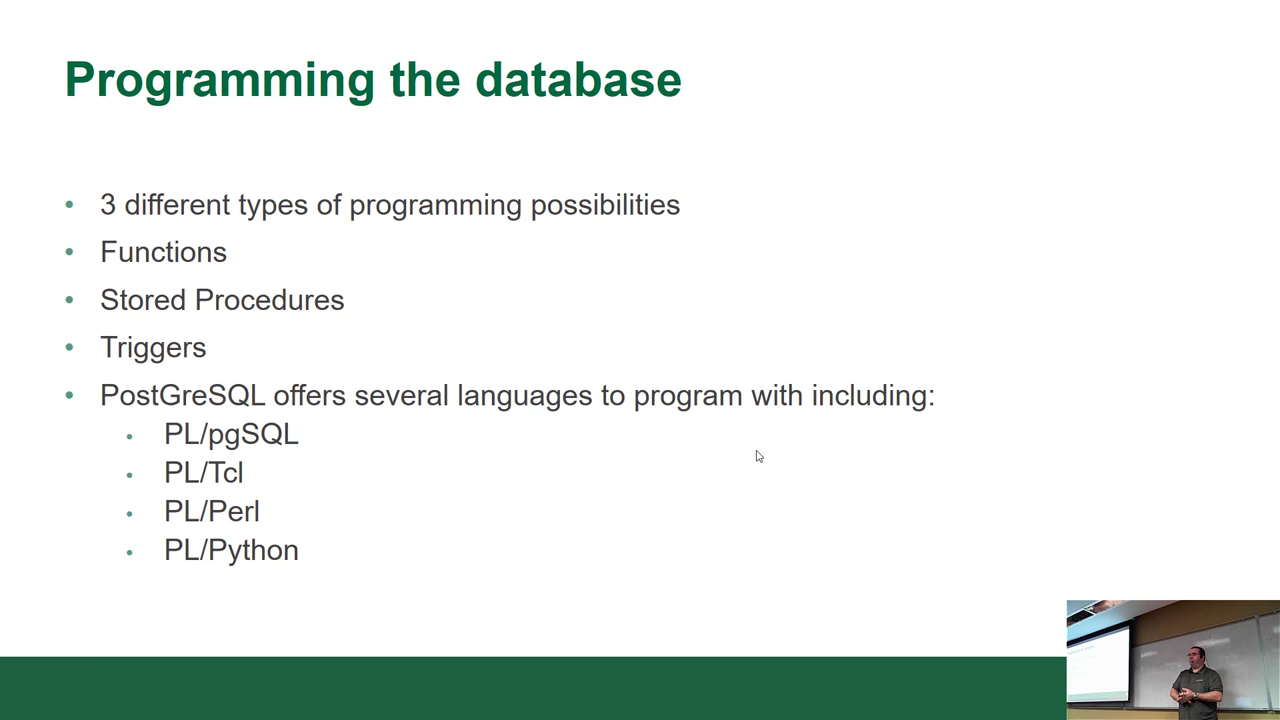 Programming the database
• 3 different types of programming possibilities
• Functions
• Stored Procedures
• Triggers
• PostGreSQL offers several languages to program with including:
• PL/pgSQL
• PL/Tcl
• PL/Perl
• PL/Python